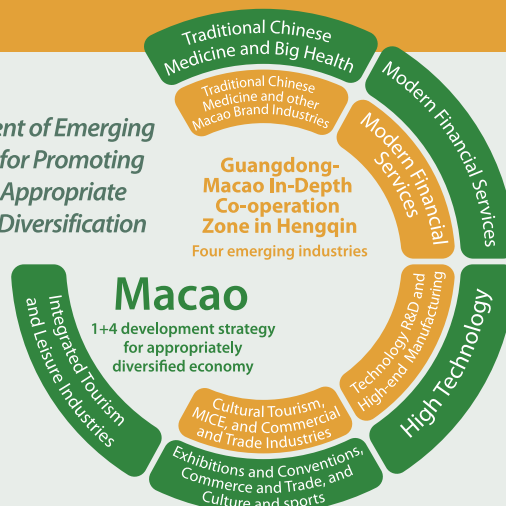 Traditional Chinese
Medicine and Big Health
Traditional Chinese
Medicine and other
Macao Brand Industries
Modern Financial Services
Modern Financial
Services
of Emerging
for Promoting
Appropriate
Diversification
Guangdong-
Macao In-Depth
Co-operation
Zone in Hengqin
Four emerging industries
Macao
1+4 development strategy
for appropriately
diversified economy
Integrated Tourism
and Leisure Industries
Technology R&D and
High-end Manufacturing
High Technology
Cultural Tourism,
MICE, and Commercial
and Trade Industries
Exhibitions and Conventions,
Commerce and Trade, and
Culture and sports